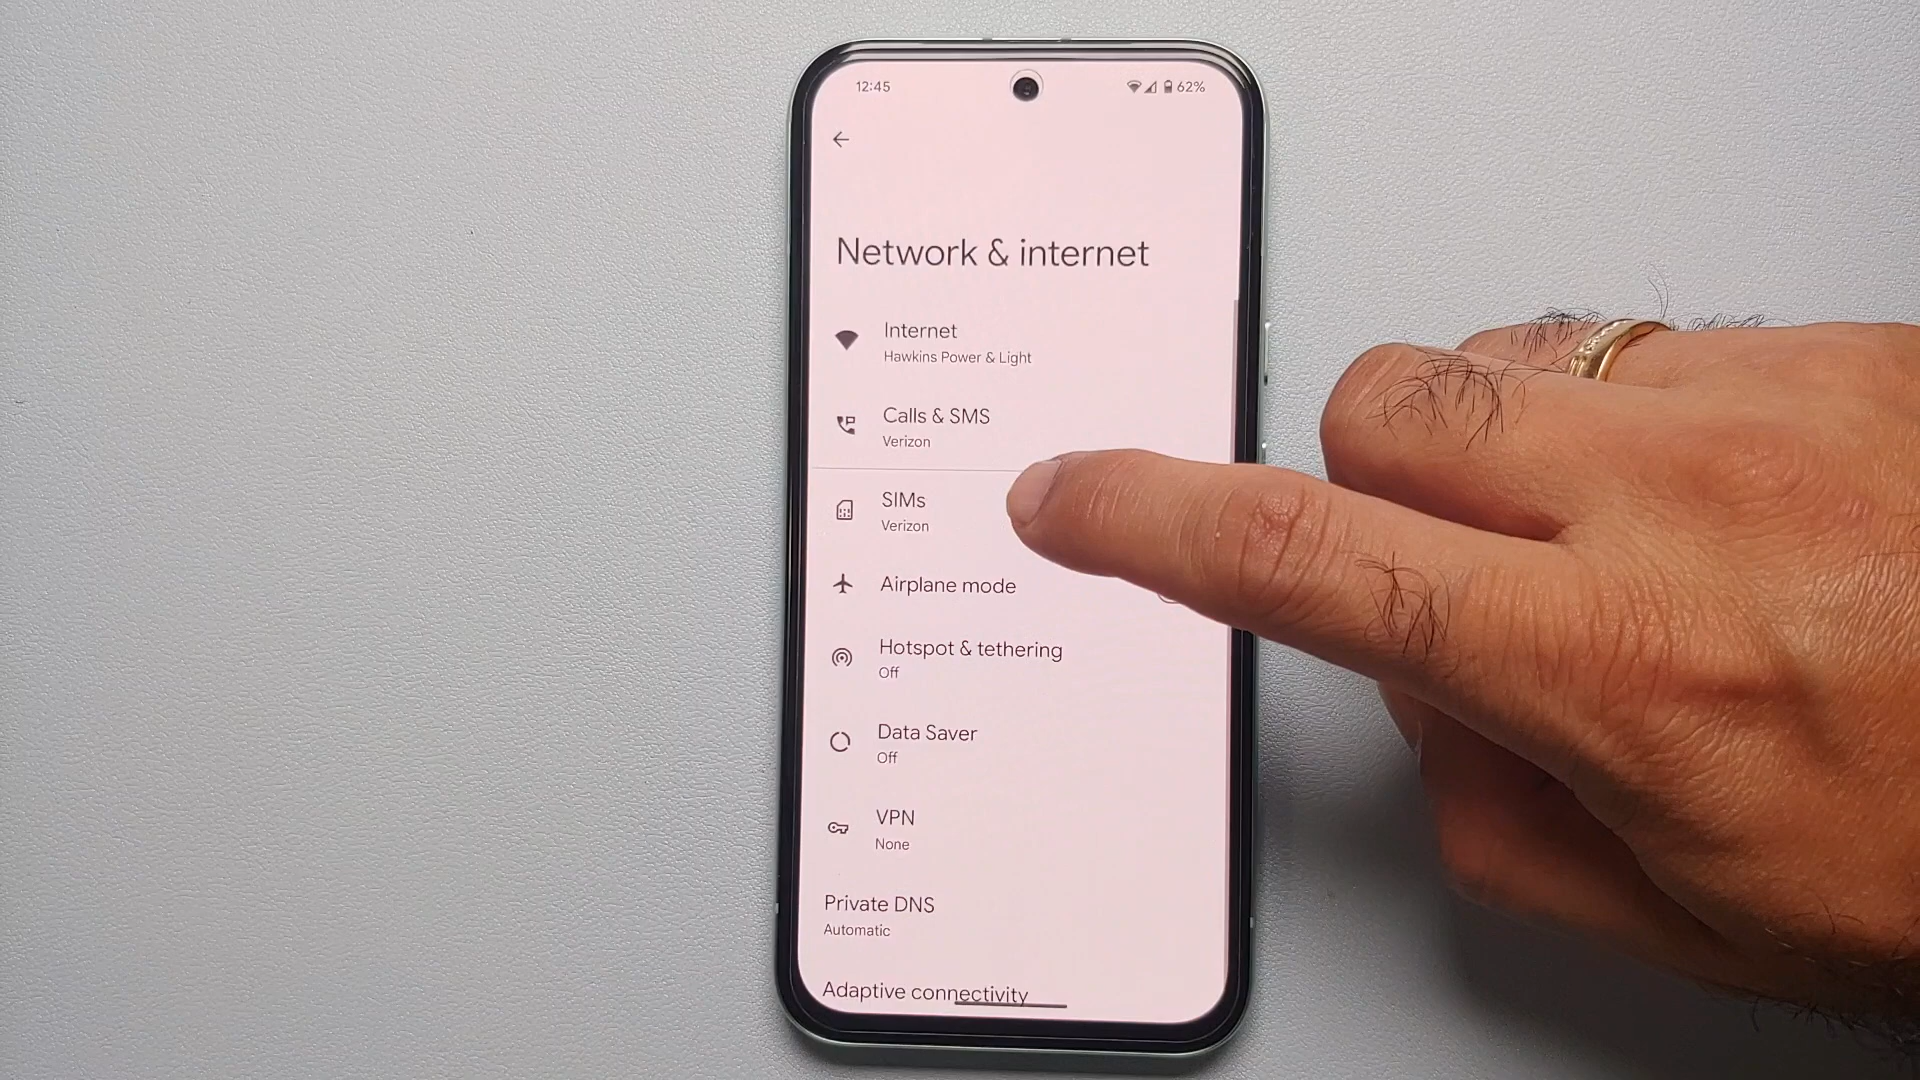 12:45
62%
Network & internet
Internet
Hawkins Power & Light
Calls & SMS
Verizon
SIMs
Verizon
Airplane mode
Hotspot & tethering
Off
Data Saver
Off
VPN
None
Private DNS
Automatic
Adaptive connectivity